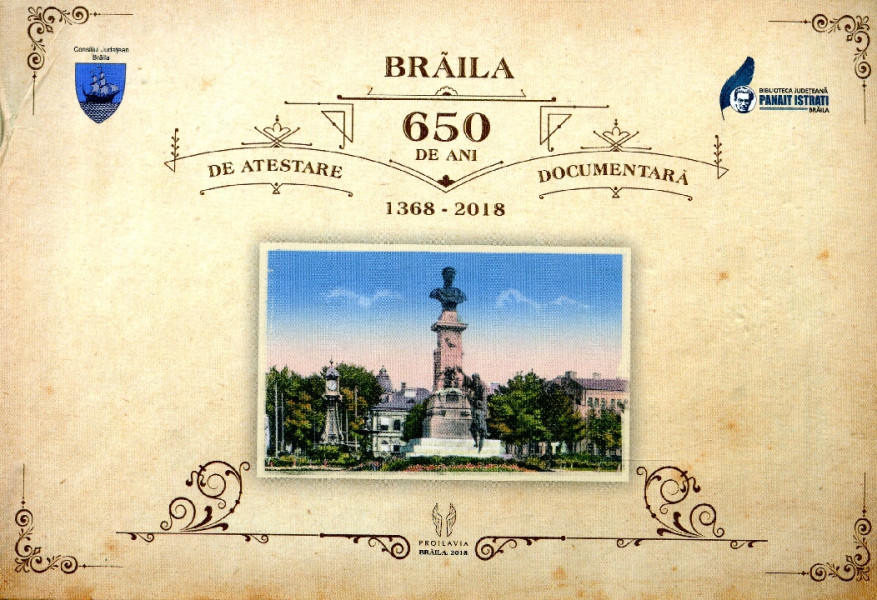 Consiliul Județean
Brăila
BRĂILA
BIBLIOTECA JUDEȚEANĂ
PANAIT ISTRATI
BRĂILA
650
DE ANI
DE ATESTARE
DOCUMENTARĂ
1368 - 2018
PROILAVIA
BRĂILA, 2018